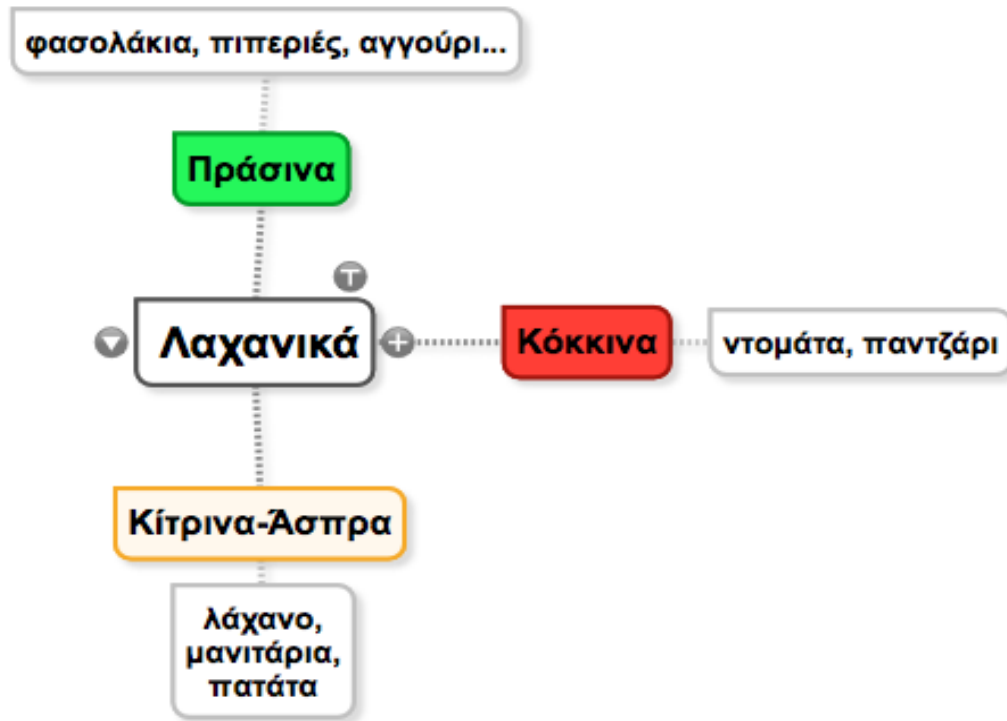 φασολάκια, πιπεριές, αγγούρι...
Πράσινα
T
Λαχανικά
Κόκκινα
ντομάτα, παντζάρι
Κίτρινα-Άσπρα
λάχανο,
μανιτάρια,
πατάτα